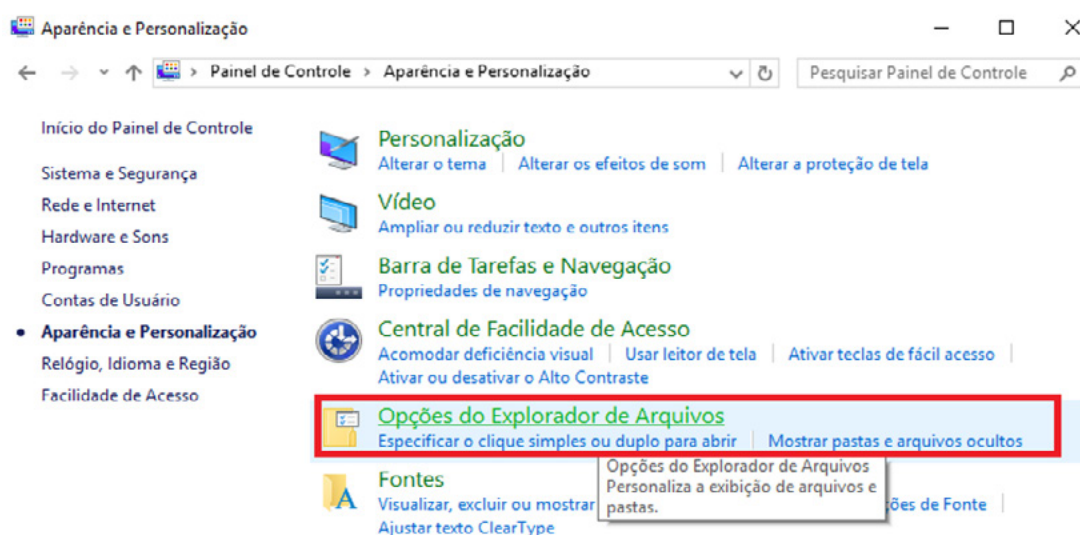 Aparência e Personalização
Painel de Controle > Aparência e Personalização
Pesquisar Painel de Controle
Início do Painel de Controle
Sistema e Segurança
Rede e Internet
Hardware e Sons
Programas
Contas de Usuário
Aparência e Personalização
Relógio, Idioma e Região
Facilidade de Acesso
Personalização
Alterar o tema | Alterar os efeitos de som | Alterar a proteção de tela
Vídeo
Ampliar ou reduzir texto e outros itens
Barra de Tarefas e Navegação
Propriedades de navegação
Central de Facilidade de Acesso
Acomodar deficiência visual | Usar leitor de tela | Ativar teclas de fácil acesso |
Ativar ou desativar o Alto Contraste
Opções do Explorador de Arquivos
Especificar o clique simples ou duplo para abrir | Mostrar pastas e arquivos ocultos
Opções do Explorador de Arquivos
Personaliza a exibição de arquivos e
pastas.
Fontes
Visualizar, excluir ou mostrar ões de Fonte |
Ajustar texto ClearType